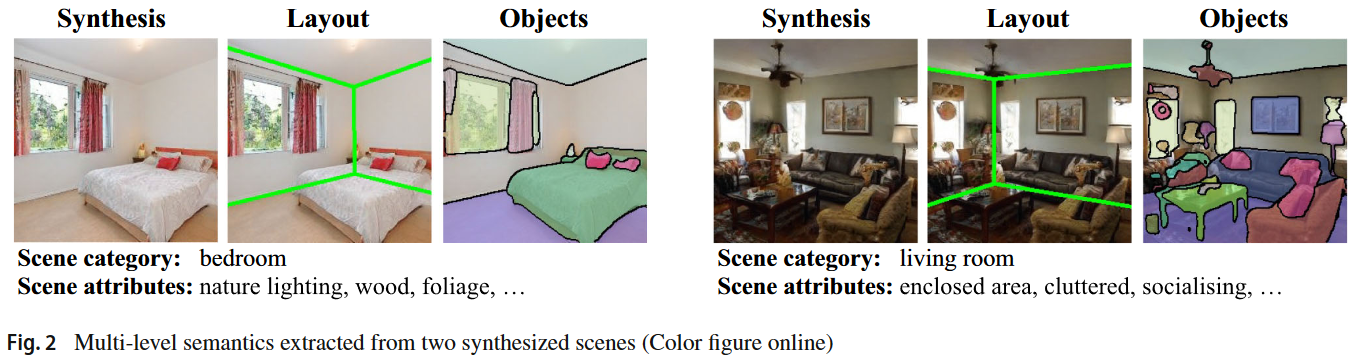 Synthesis Layout Objects
Scene category: bedroom
Scene attributes: nature lighting, wood, foliage, …
Synthesis Layout Objects
Scene category: living room
Scene attributes: enclosed area, cluttered, socialising, …
Fig. 2 Multi-level semantics extracted from two synthesized scenes (Color figure online)